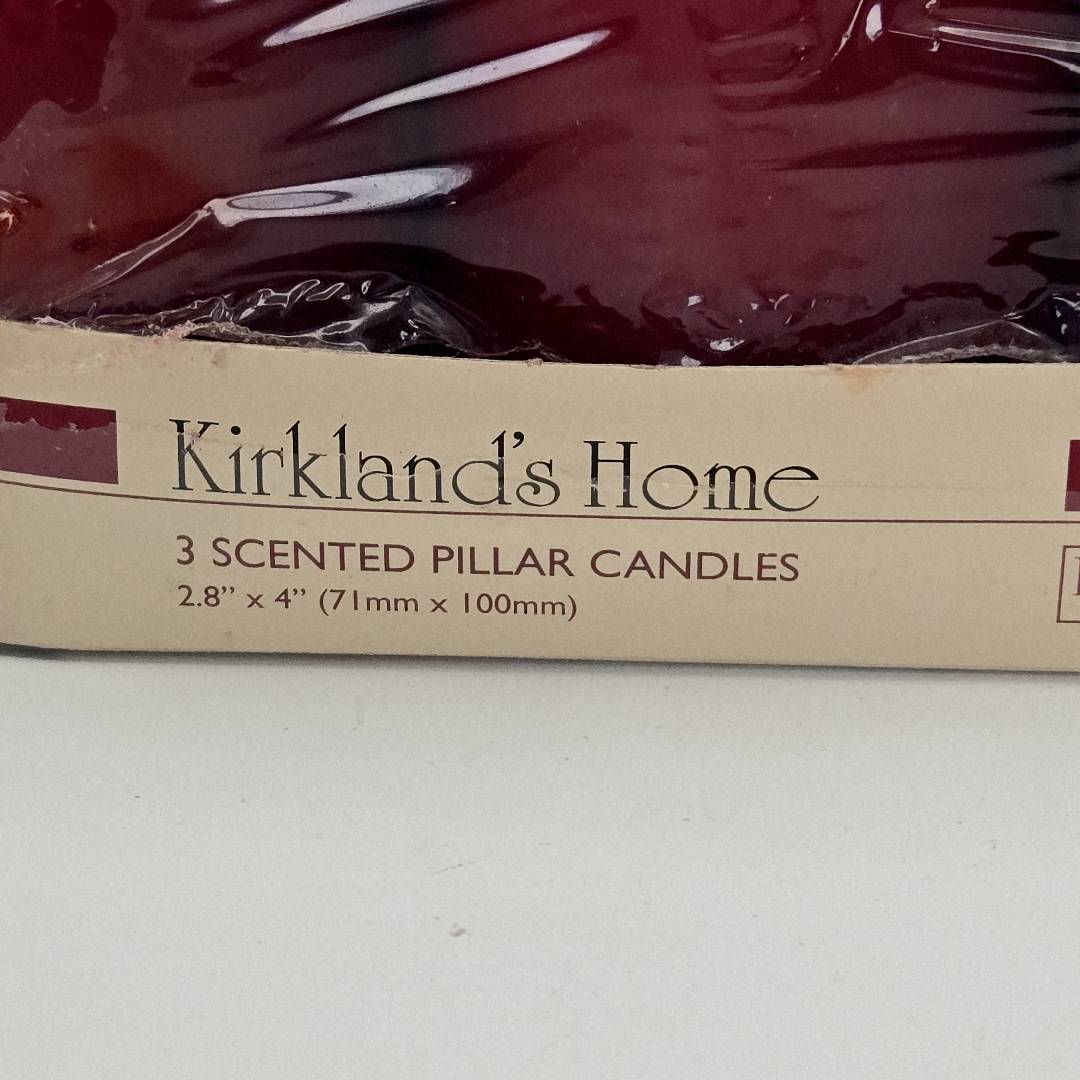 Kirkland's Home
3 SCENTED PILLAR CANDLES
2.8” x 4” (71mm x 100mm)